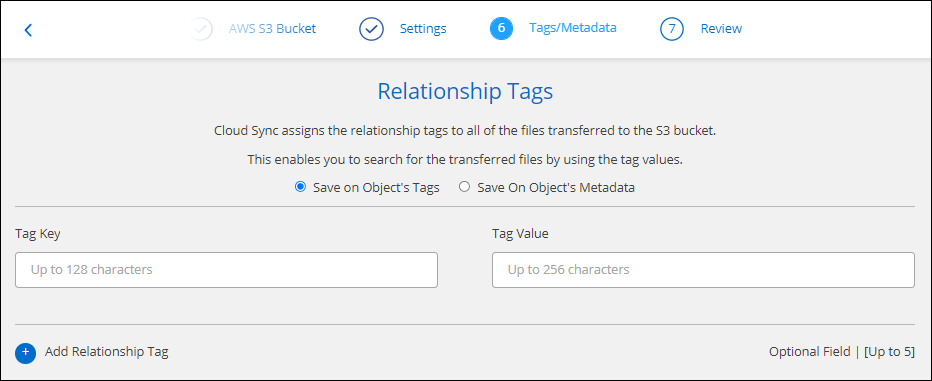 AWS S3 Bucket Settings 6 Tags/Metadata 7 Review
Relationship Tags
Cloud Sync assigns the relationship tags to all of the files transferred to the S3 bucket.
This enables you to search for the transferred files by using the tag values.
Save on Object's Tags Save On Object's Metadata
Tag Key Tag Value
Up to 128 characters Up to 256 characters
Add Relationship Tag Optional Field | [Up to 5]